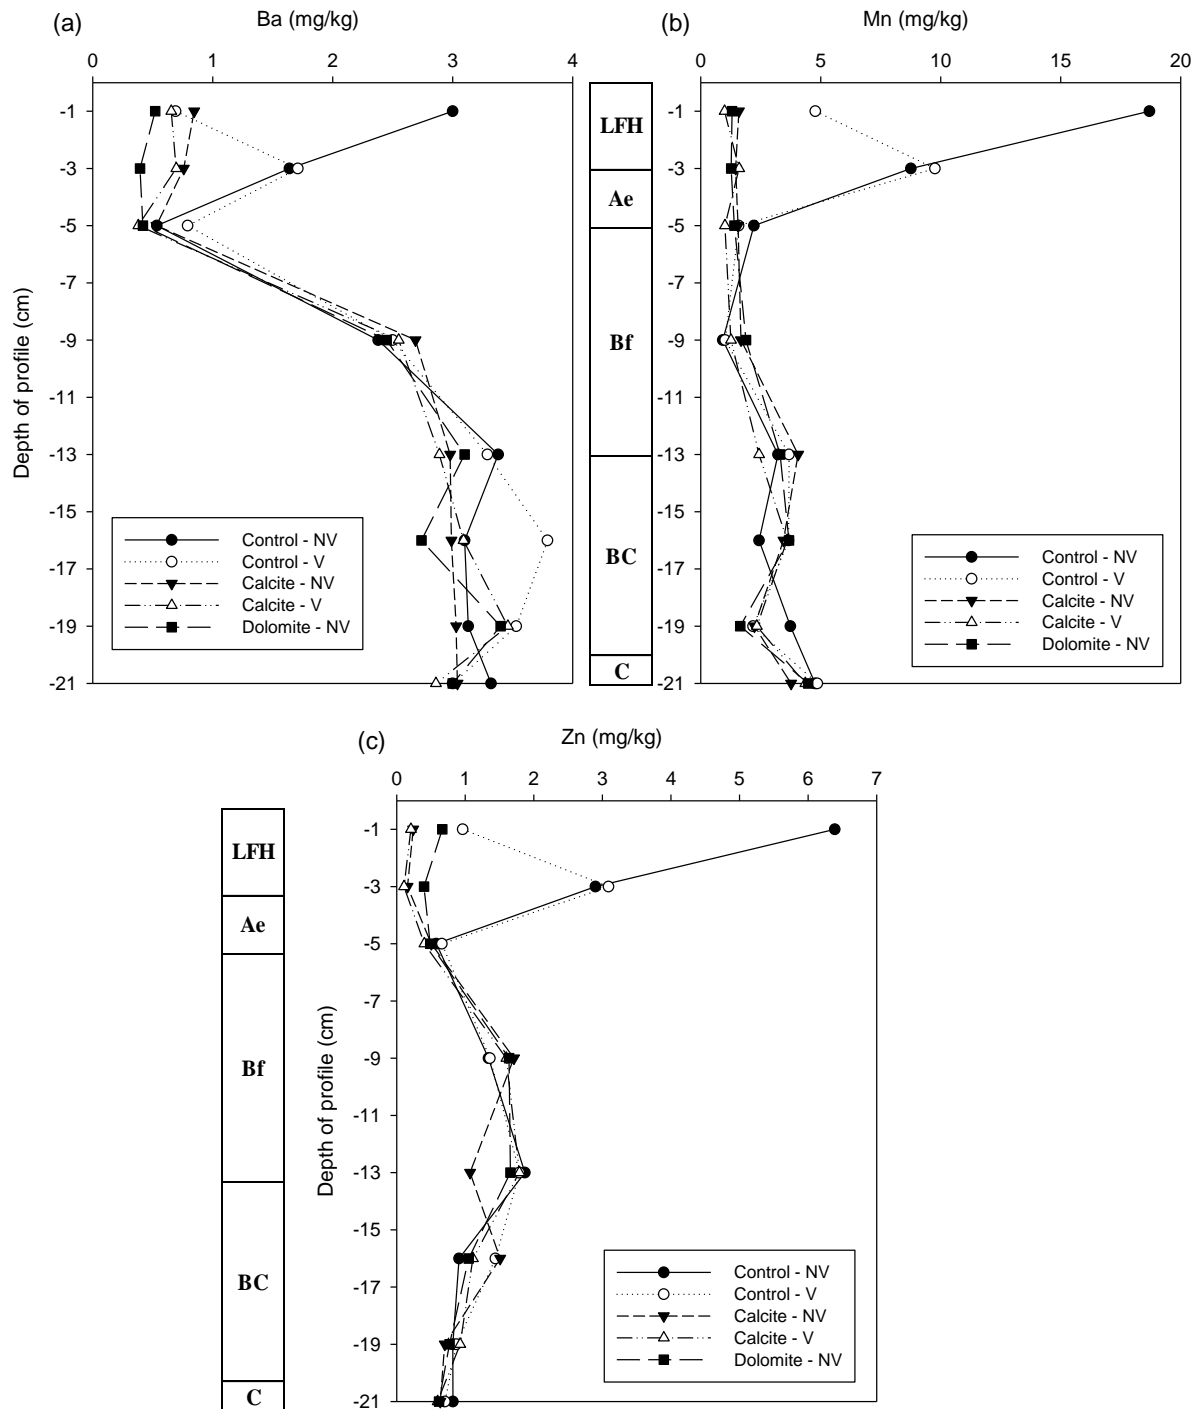 (a)
Ba (mg/kg)
0 1 2 3 4
Depth of profile (cm)
-1
-3
-5
-7
-9
-11
-13
-15
-17
-19
-21
Control - NV
Control - V
Calcite - NV
Calcite - V
Dolomite - NV
LFH
Ae
Bf
BC
C
(b)
Mn (mg/kg)
0 5 10 15 20
-1
-3
-5
-7
-9
-11
-13
-15
-17
-19
-21
Control - NV
Control - V
Calcite - NV
Calcite - V
Dolomite - NV
(c)
Zn (mg/kg)
0 1 2 3 4 5 6 7
LFH
Ae
Bf
BC
C
Depth of profile (cm)
-1
-3
-5
-7
-9
-11
-13
-15
-17
-19
-21
Control - NV
Control - V
Calcite - NV
Calcite - V
Dolomite - NV